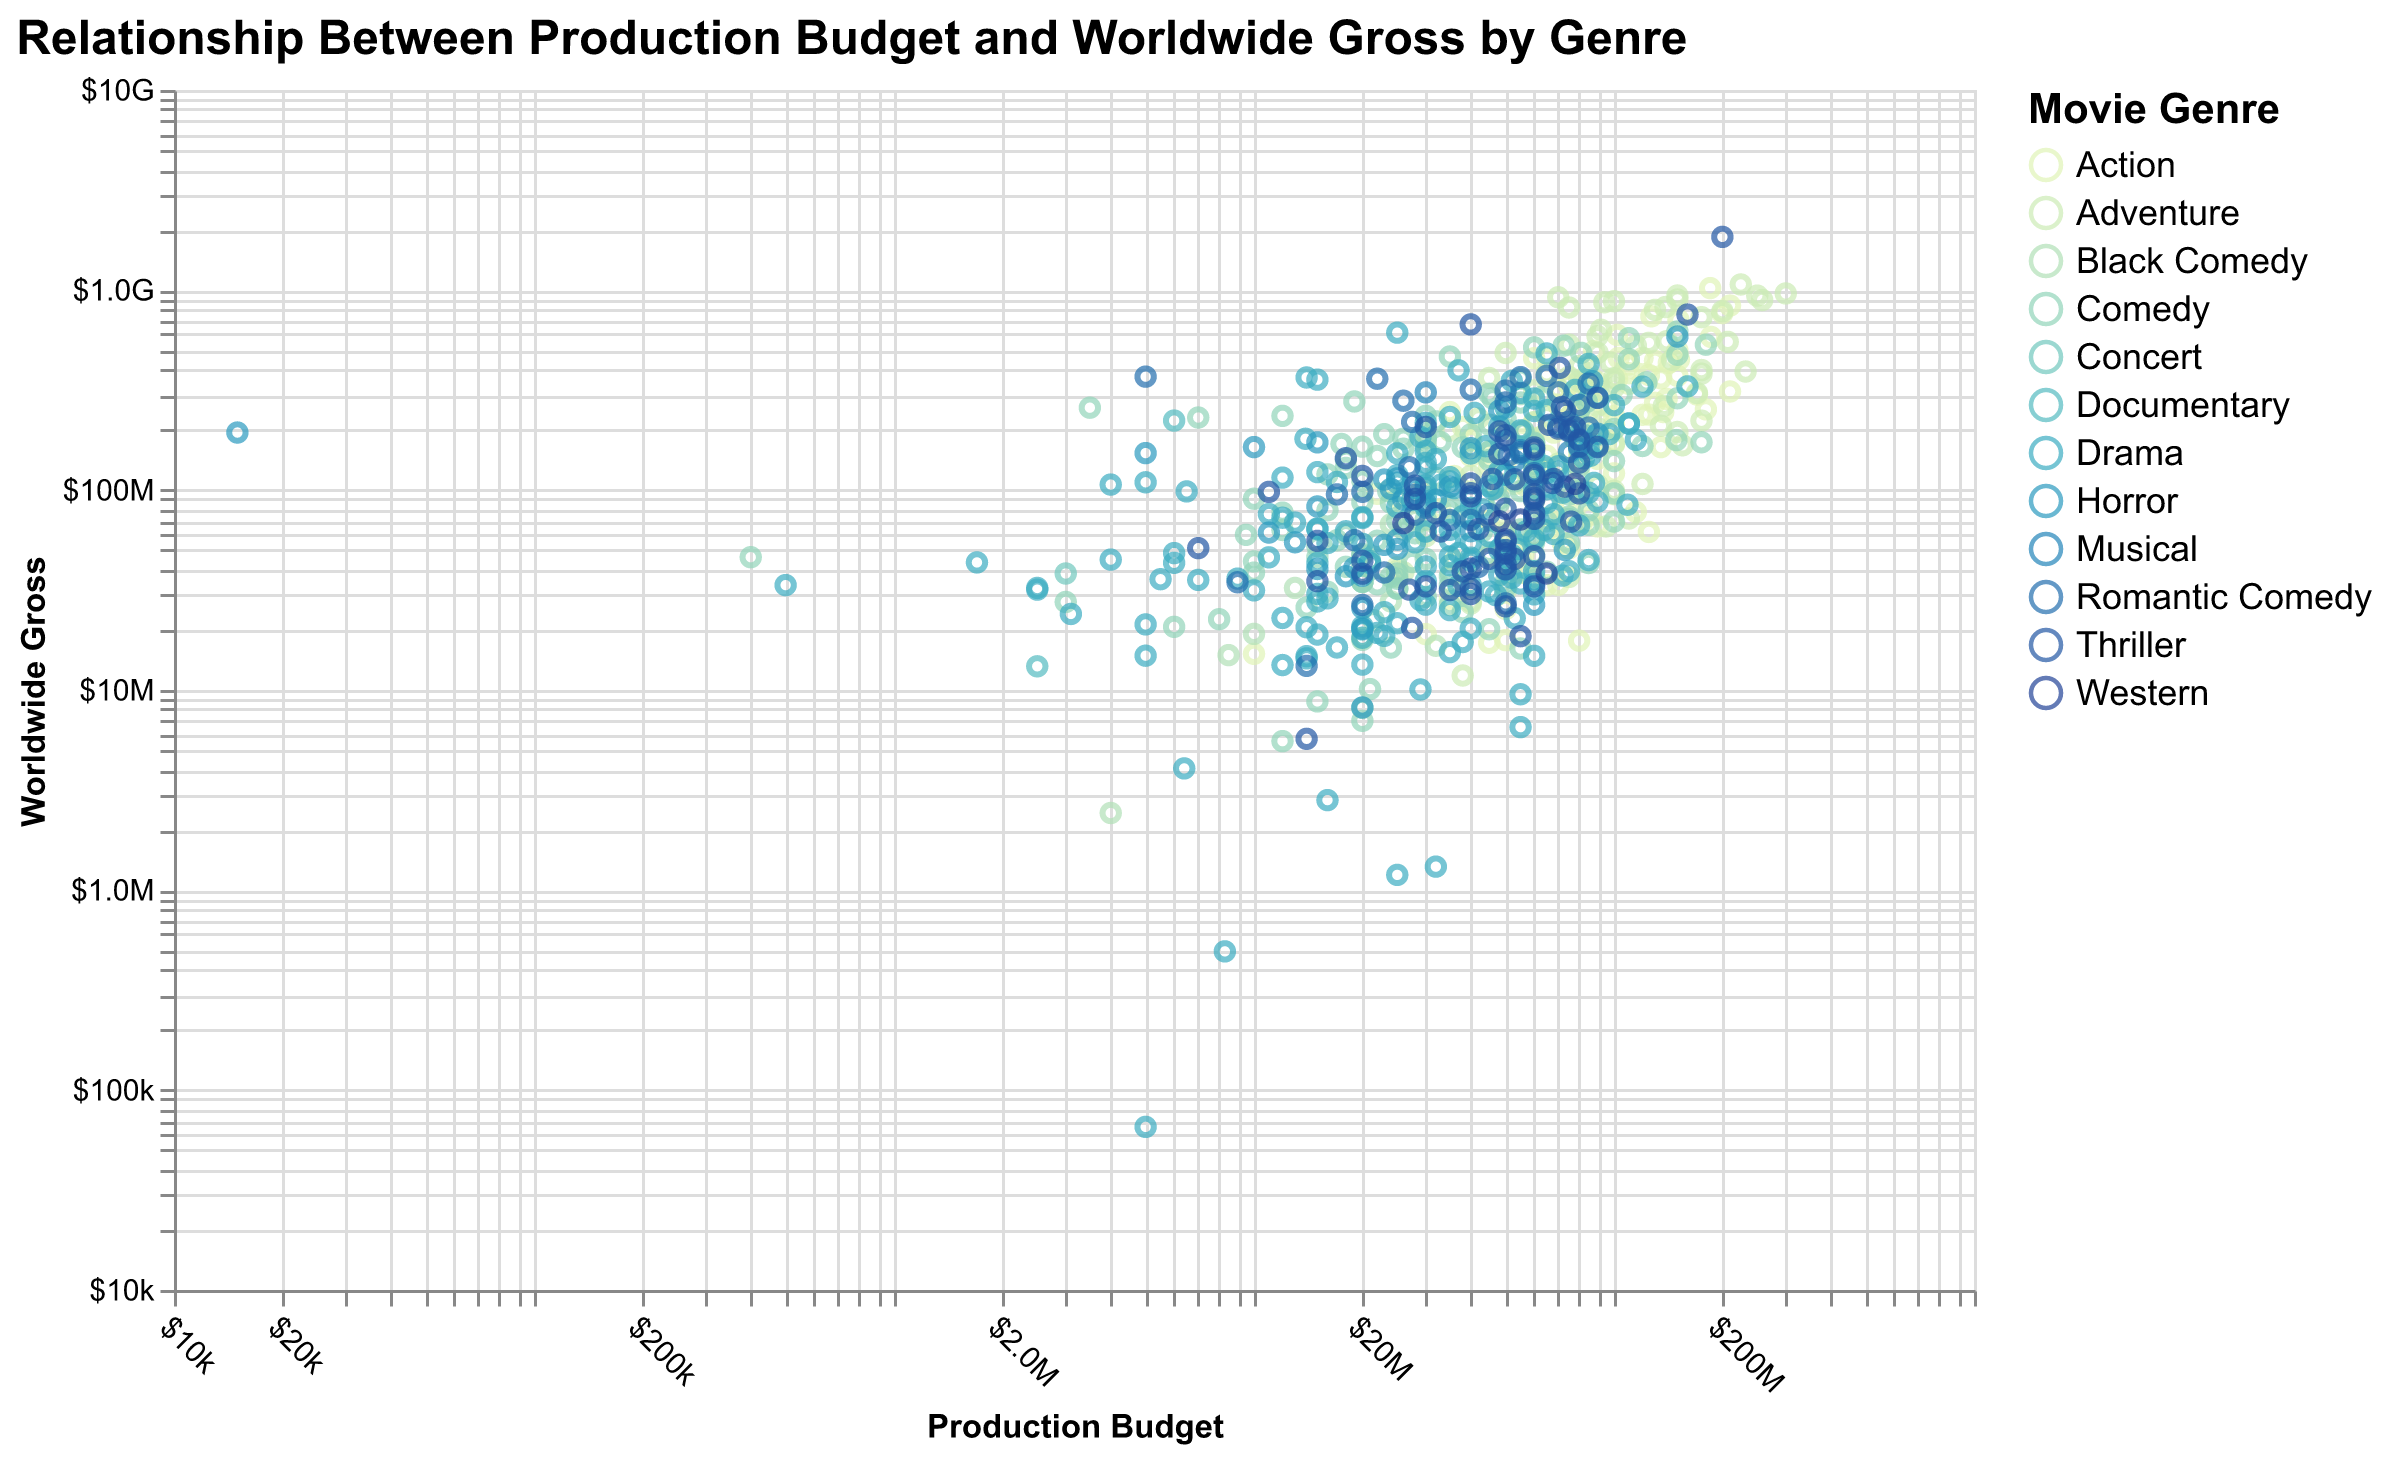 Relationship Between Production Budget and Worldwide Gross by Genre
$10G
$1.0G
$100M
$10M
$1.0M
$100k
$10k
Worldwide Gross
$10k
$20k
$200k
$2.0M
$20M
$200M
Production Budget
Movie Genre
Action
Adventure
Black Comedy
Comedy
Concert
Documentary
Drama
Horror
Musical
Romantic Comedy
Thriller
Western